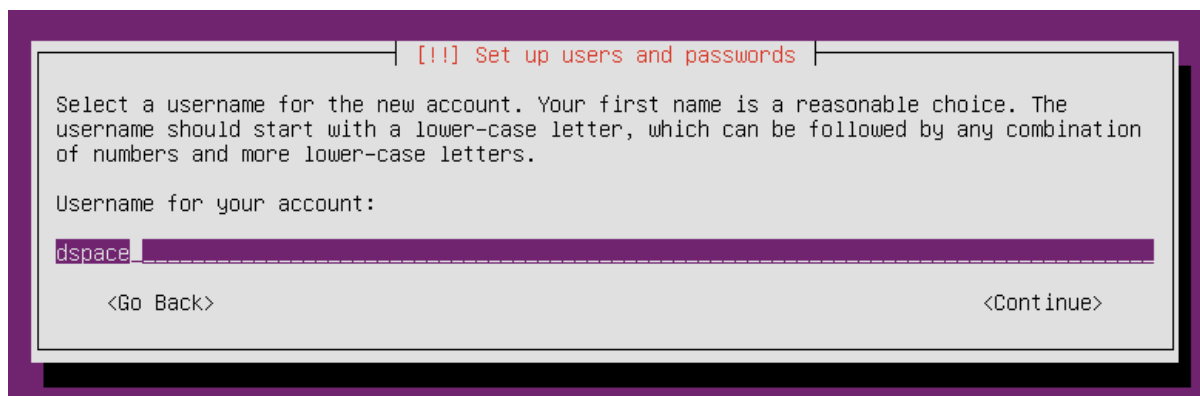 [!!] Set up users and passwords
Select a username for the new account. Your first name is a reasonable choice. The
username should start with a lower-case letter, which can be followed by any combination
of numbers and more lower-case letters.
Username for your account:
dspace
<Go Back> <Continue>